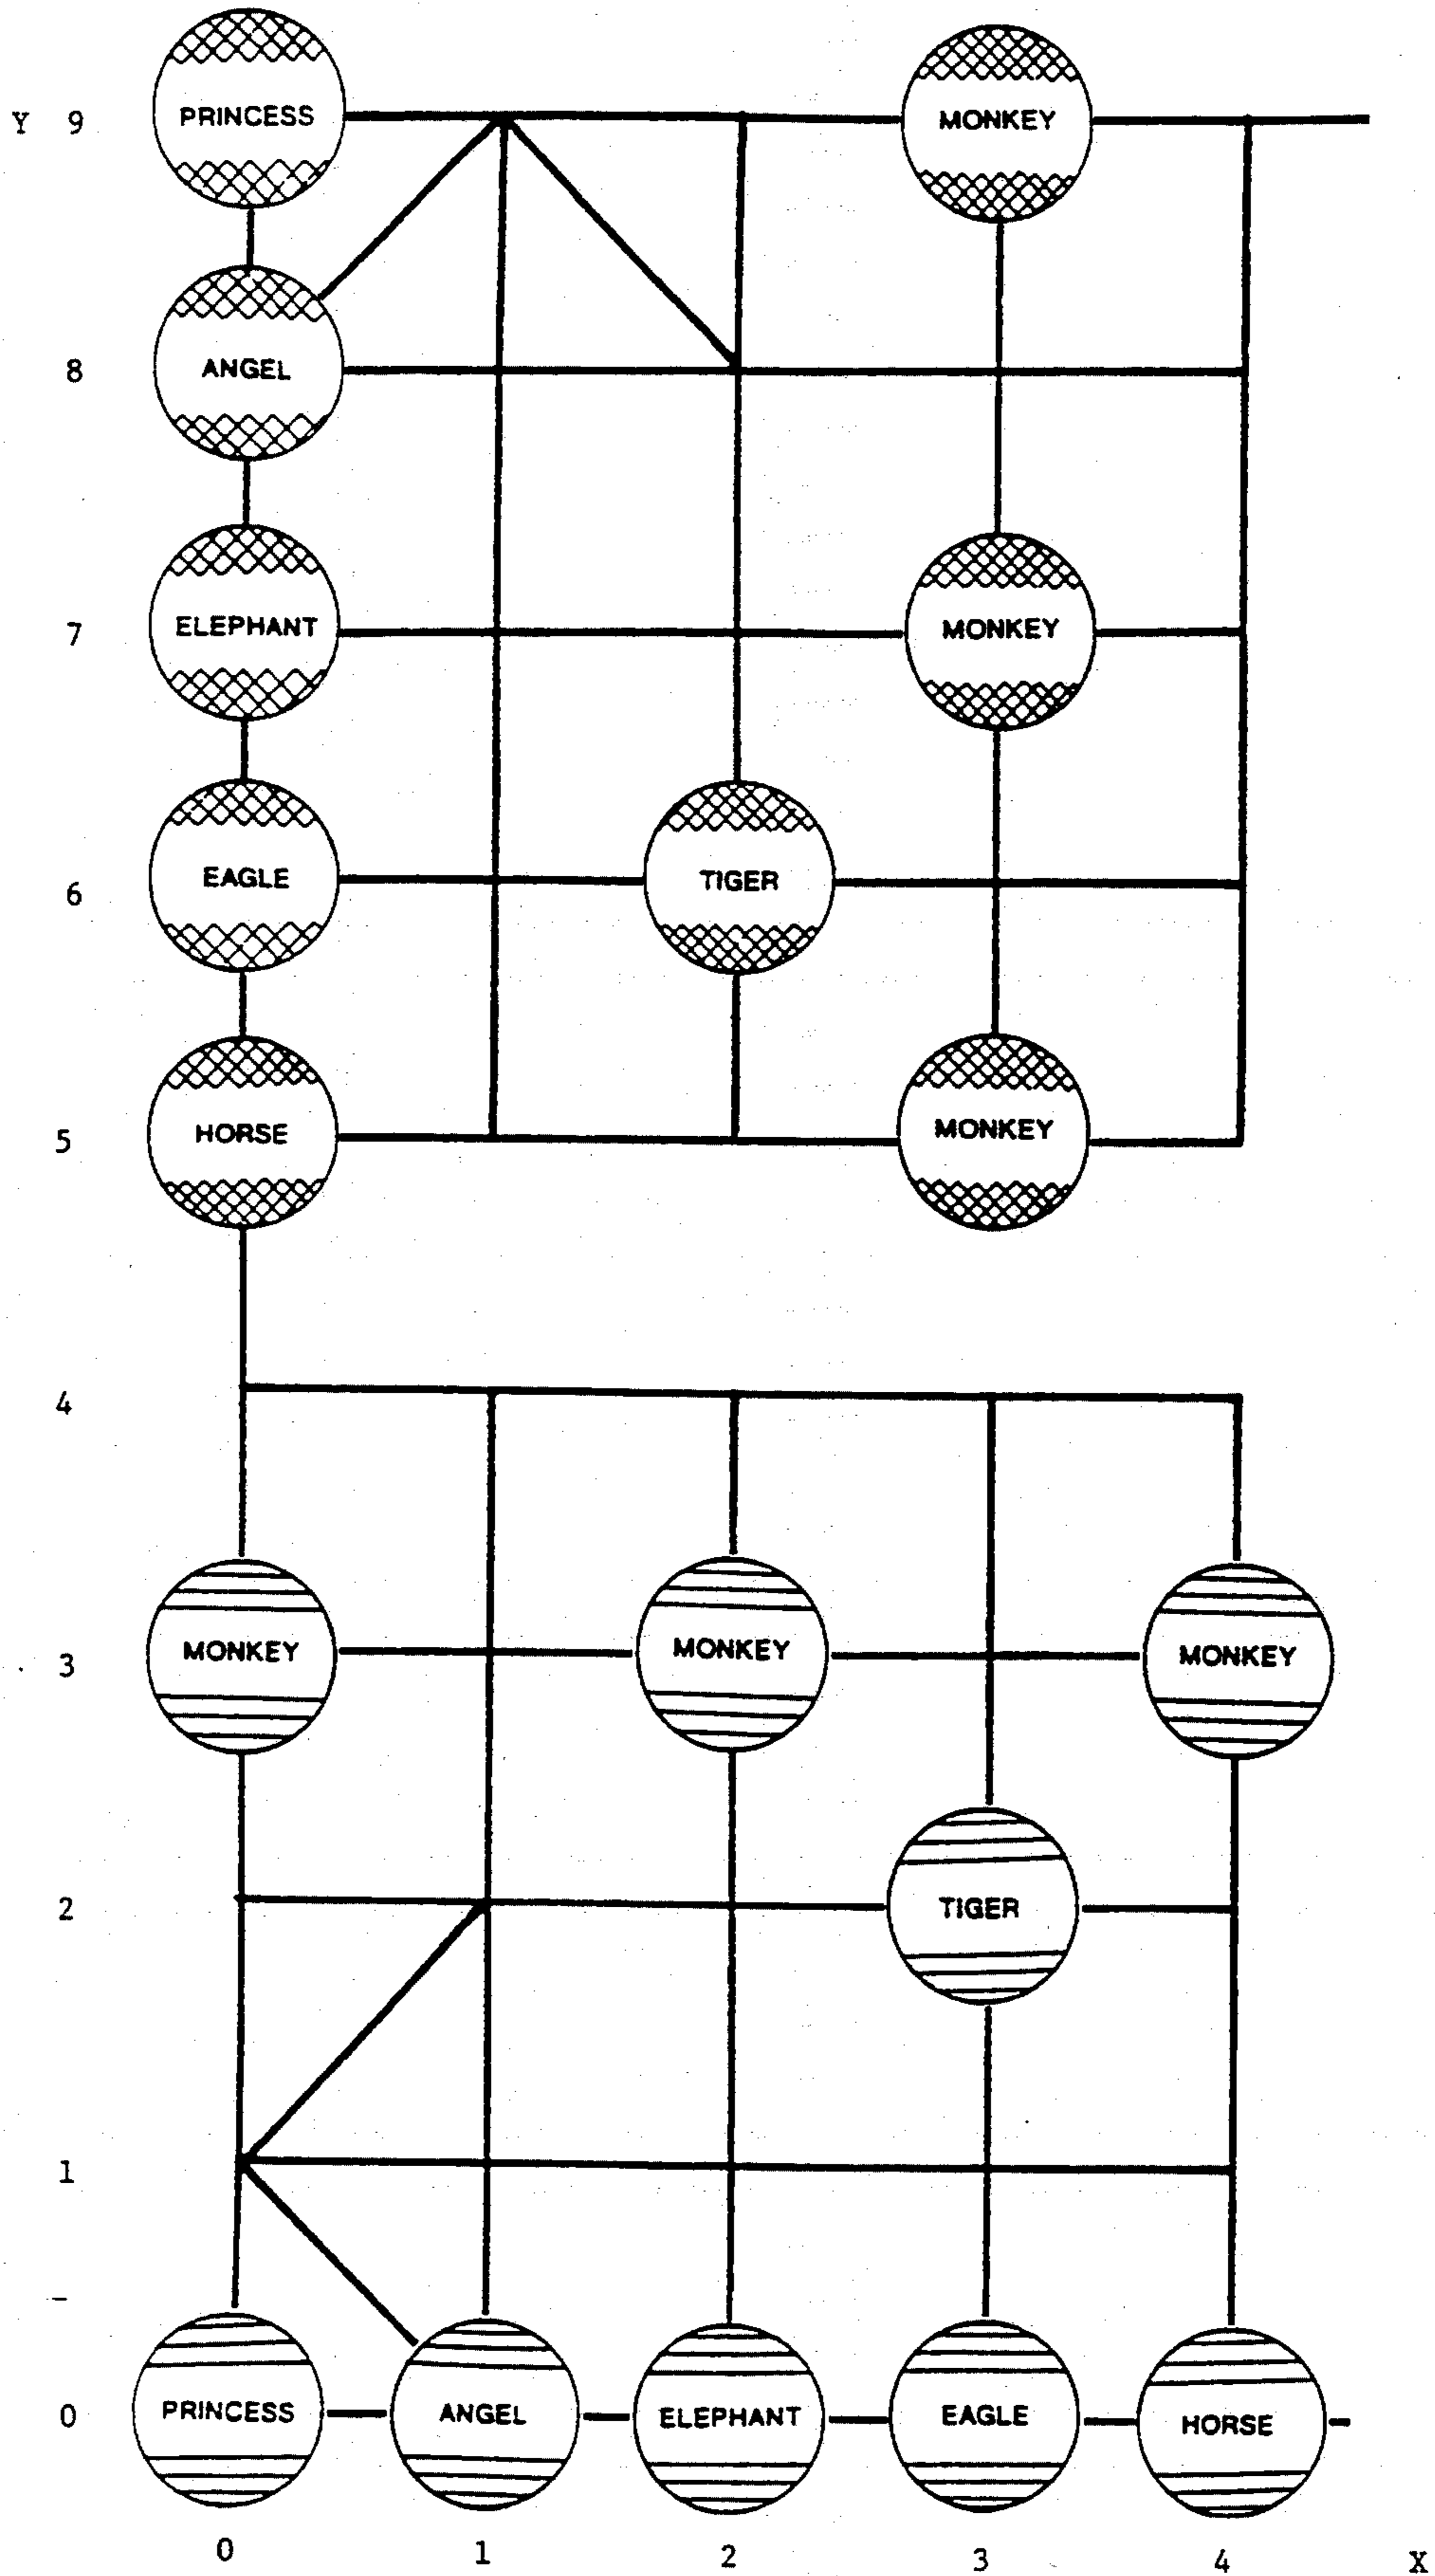 Y 9 PRINCESS MONKEY
8 ANGEL
7 ELEPHANT MONKEY
6 EAGLE TIGER
5 HORSE MONKEY
4
3 MONKEY MONKEY MONKEY
2 TIGER
1
0 PRINCESS ANGEL ELEPHANT EAGLE HORSE
0 1 2 3 4 X